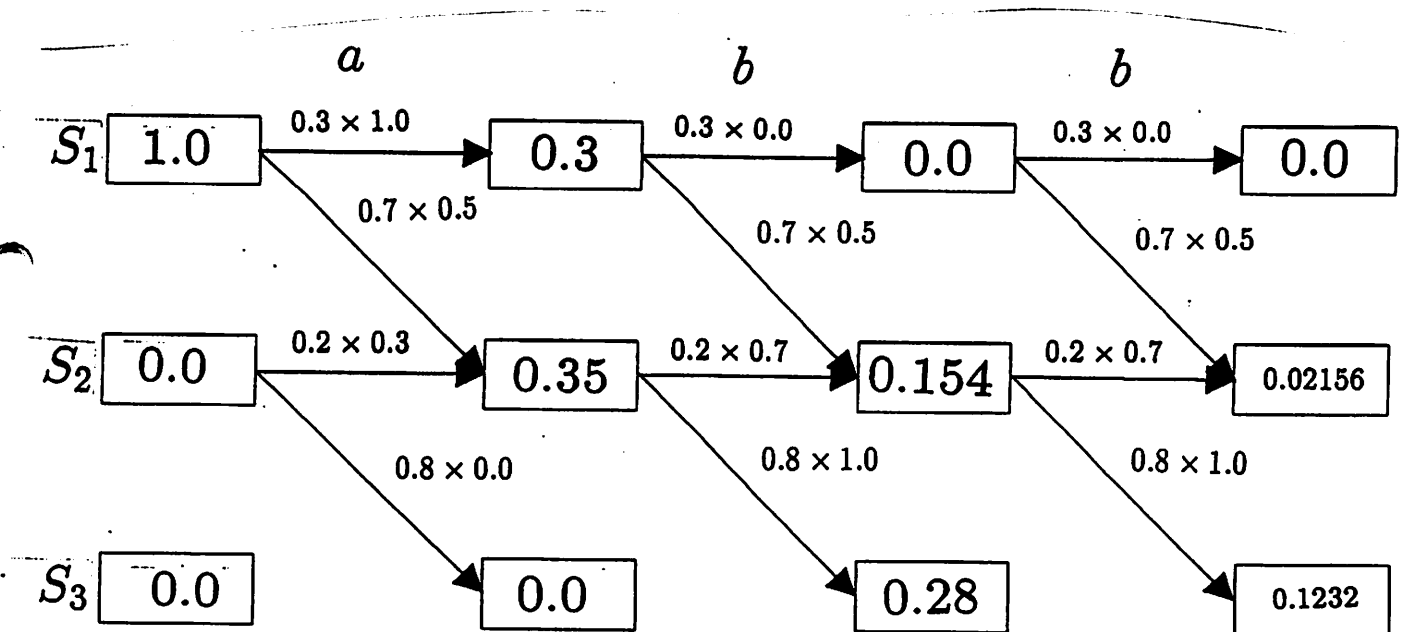 a b b
0.3 × 1.0 0.3 × 0.0 0.3 × 0.0
S₁ 1.0 0.3 0.0 0.0
0.7 × 0.5 0.7 × 0.5 0.7 × 0.5
0.2 × 0.3 0.2 × 0.7 0.2 × 0.7
S₂ 0.0 0.35 0.154 0.02156
0.8 × 0.0 0.8 × 1.0 0.8 × 1.0
S₃ 0.0 0.0 0.28 0.1232